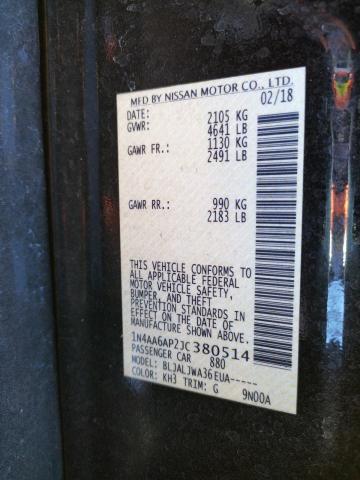 MFD BY NISSAN MOTOR CO., LTD.
DATE: 02/18
GVWR: 2105 KG
4641 LB
GAWR FR.: 1130 KG
2491 LB
GAWR RR.: 990 KG
2183 LB
THIS VEHICLE CONFORMS TO
ALL APPLICABLE FEDERAL
MOTOR VEHICLE SAFETY,
BUMPER, AND THEFT
PREVENTION STANDARDS IN
EFFECT ON THE DATE OF
MANUFACTURE SHOWN ABOVE.
1N4AA6AP2JC380514
PASSENGER CAR 880
MODEL: BLJALJWA36EUA-----
COLOR: KH3 TRIM: G 9N00A